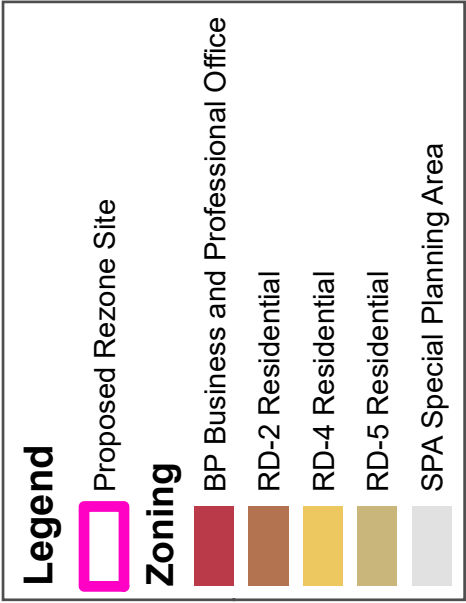 Legend
Proposed Rezone Site
Zoning
BP Business and Professional Office
RD-2 Residential
RD-4 Residential
RD-5 Residential
SPA Special Planning Area